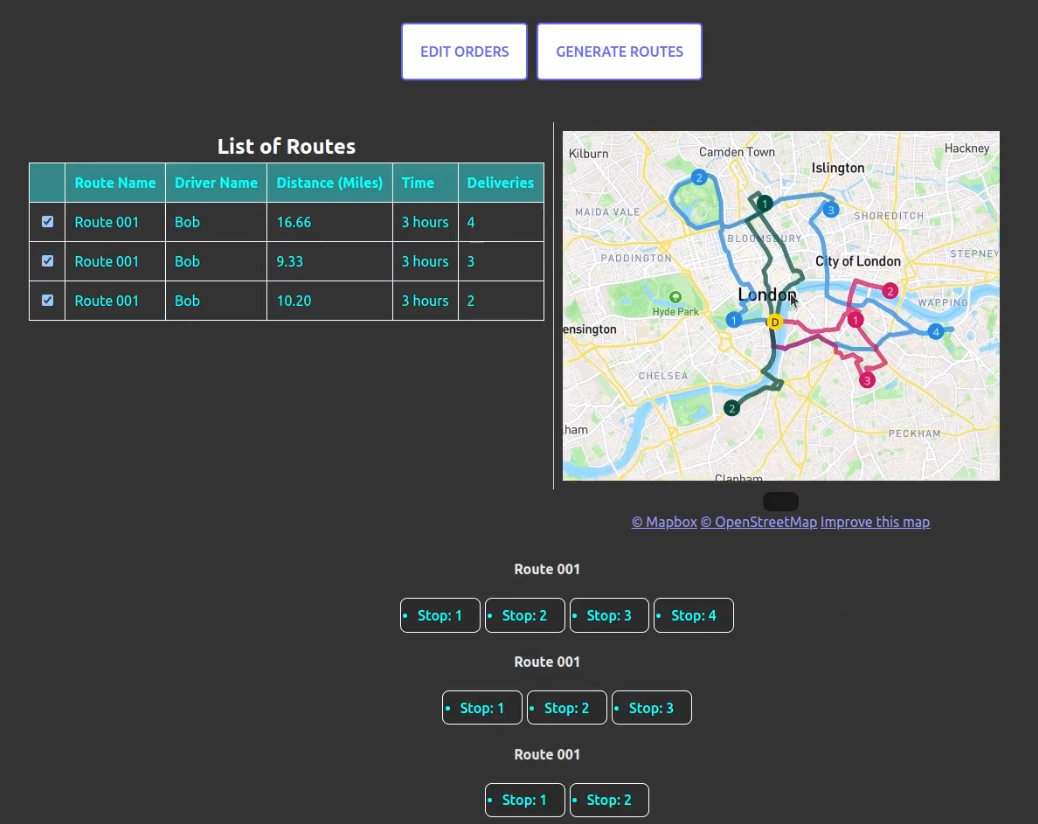 EDIT ORDERS GENERATE ROUTES
List of Routes
Route Name Driver Name Distance (Miles) Time Deliveries
Route 001 Bob 16.66 3 hours 4
Route 001 Bob 9.33 3 hours 3
Route 001 Bob 10.20 3 hours 2
Kilburn Camden Town Hackney
Islington
2
1
3
MAIDA VALE SHOREDITCH
BLOOMSBURY
PADDINGTON City of London STEPNEY
London 2
Hyde Park WAPPING
ensington 1 D 1
4
CHELSEA 3
2
ham PECKHAM
Clapham
© Mapbox © OpenStreetMap Improve this map
Route 001
• Stop: 1 • Stop: 2 • Stop: 3 • Stop: 4
Route 001
• Stop: 1 • Stop: 2 • Stop: 3
Route 001
• Stop: 1 • Stop: 2